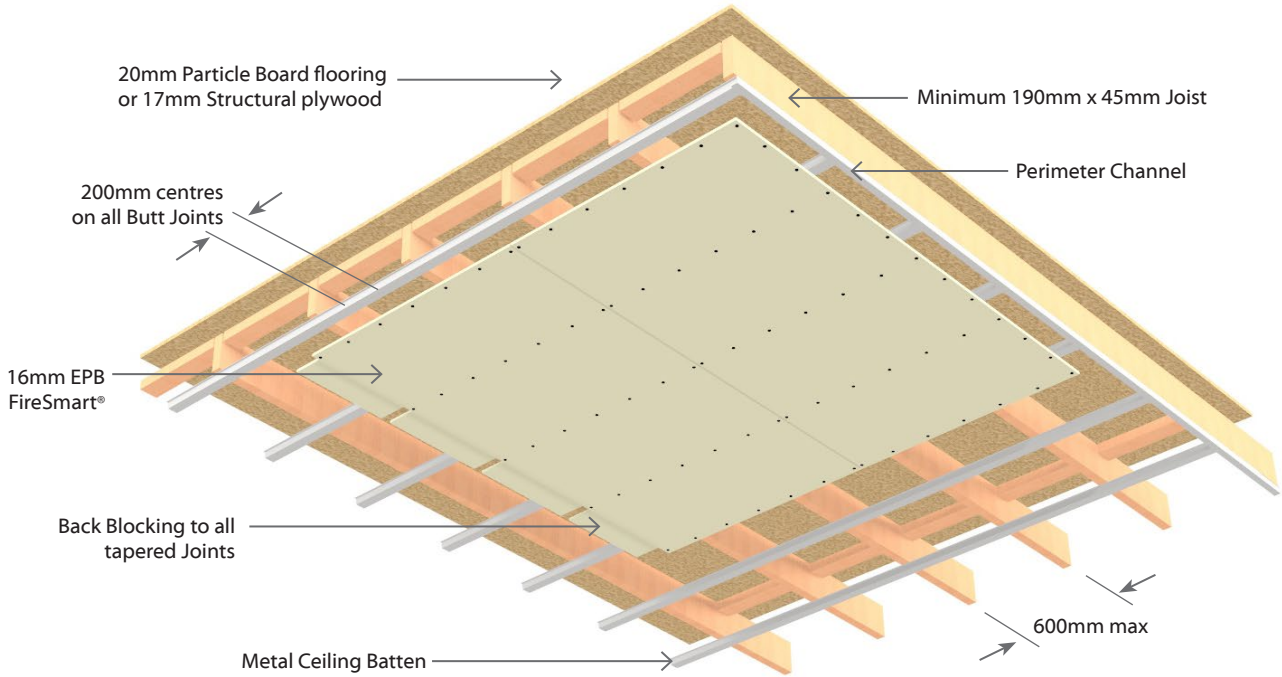 20mm Particle Board flooring
or 17mm Structural plywood
Minimum 190mm x 45mm Joist
Perimeter Channel
200mm centres
on all Butt Joints
16mm EPB
FireSmart®
Back Blocking to all
tapered Joints
600mm max
Metal Ceiling Batten